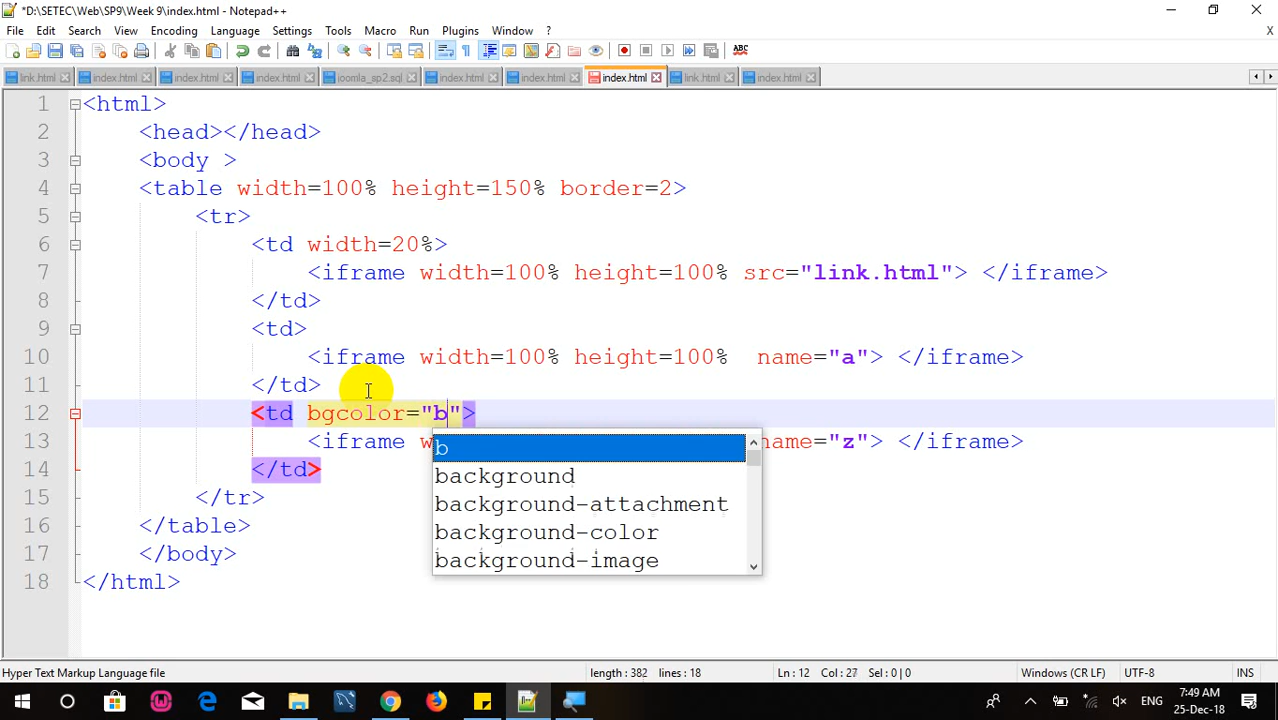 *D:\SETEC\Web\SP9\Week 9\index.html - Notepad++
File Edit Search View Encoding Language Settings Tools Macro Run Plugins Window ? X
ABC
link.html index.html index.html index.html joomla_sp2.sql index.html index.html index.html link.html index.html
1 <html>
2 <head></head>
3 <body >
4 <table width=100% height=150% border=2>
5 <tr>
6 <td width=20%>
7 <iframe width=100% height=100% src="link.html"> </iframe>
8 </td>
9 <td>
10 <iframe width=100% height=100%  name="a"> </iframe>
11 </td>
12 <td bgcolor="b">
13 <iframe w name="z"> </iframe>
b
14 </td>
background
15 </tr>
background-attachment
16 </table>
background-color
17 </body>
background-image
18 </html>
Hyper Text Markup Language file length : 382 lines : 18 Ln : 12 Col : 27 Sel : 0 | 0 Windows (CR LF) UTF-8 INS
ENG 7:49 AM
25-Dec-18